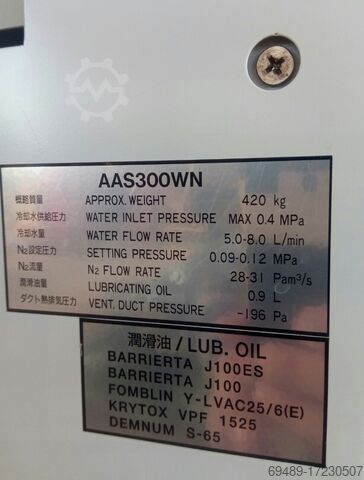 AAS300WN
概略質量 APPROX. WEIGHT 420 kg
冷却水供給圧力 WATER INLET PRESSURE MAX 0.4 MPa
冷却水量 WATER FLOW RATE 5.0-8.0 L/min
N₂設定圧力 SETTING PRESSURE 0.09-0.12 MPa
N₂流量 N₂ FLOW RATE 28-31 Pam³/s
潤滑油量 LUBRICATING OIL 0.9 L
ダクト熱排気圧力 VENT. DUCT PRESSURE -196 Pa
潤滑油 / LUB. OIL
BARRIERTA J100ES
BARRIERTA J100
FOMBLIN Y-LVAC25/6(E)
KRYTOX VPF 1525
DEMNUM S-65
69489-17230507